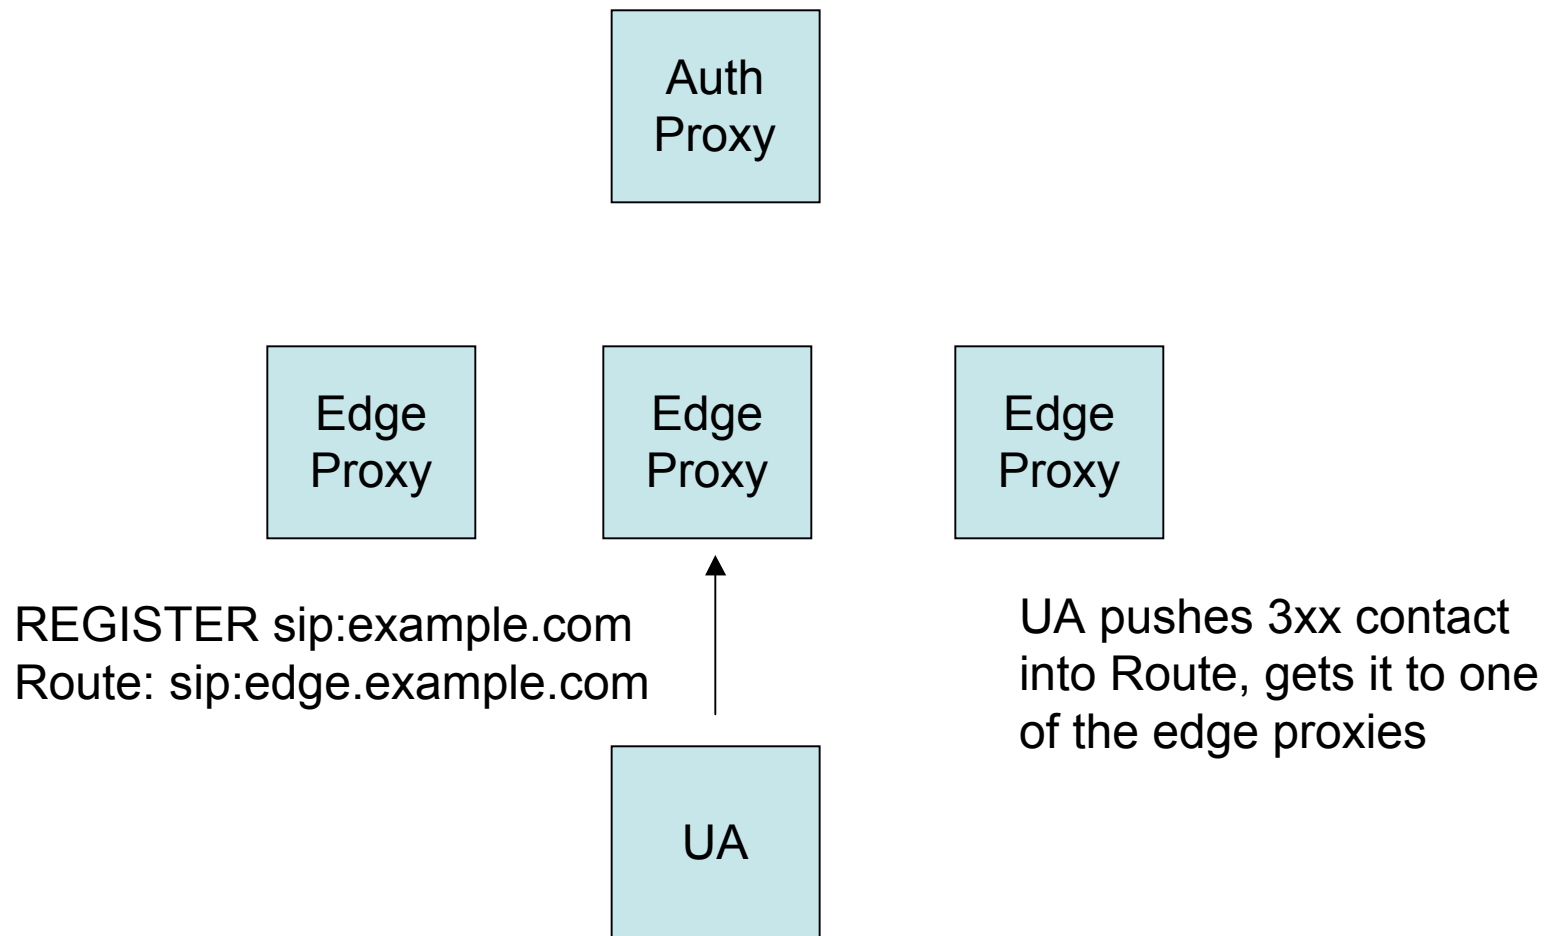 Auth
Proxy
Edge
Proxy
Edge
Proxy
Edge
Proxy
REGISTER sip:example.com
Route: sip:edge.example.com
UA pushes 3xx contact
into Route, gets it to one
of the edge proxies
UA